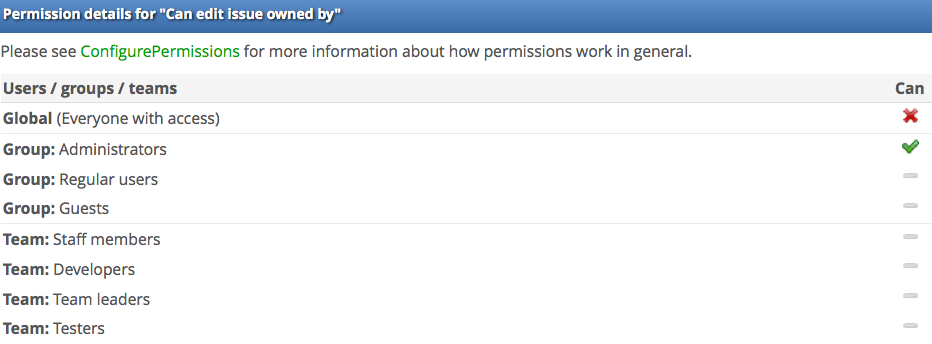 Permission details for "Can edit issue owned by"
Please see ConfigurePermissions for more information about how permissions work in general.
Users / groups / teams Can
Global (Everyone with access)
Group: Administrators
Group: Regular users
Group: Guests
Team: Staff members
Team: Developers
Team: Team leaders
Team: Testers